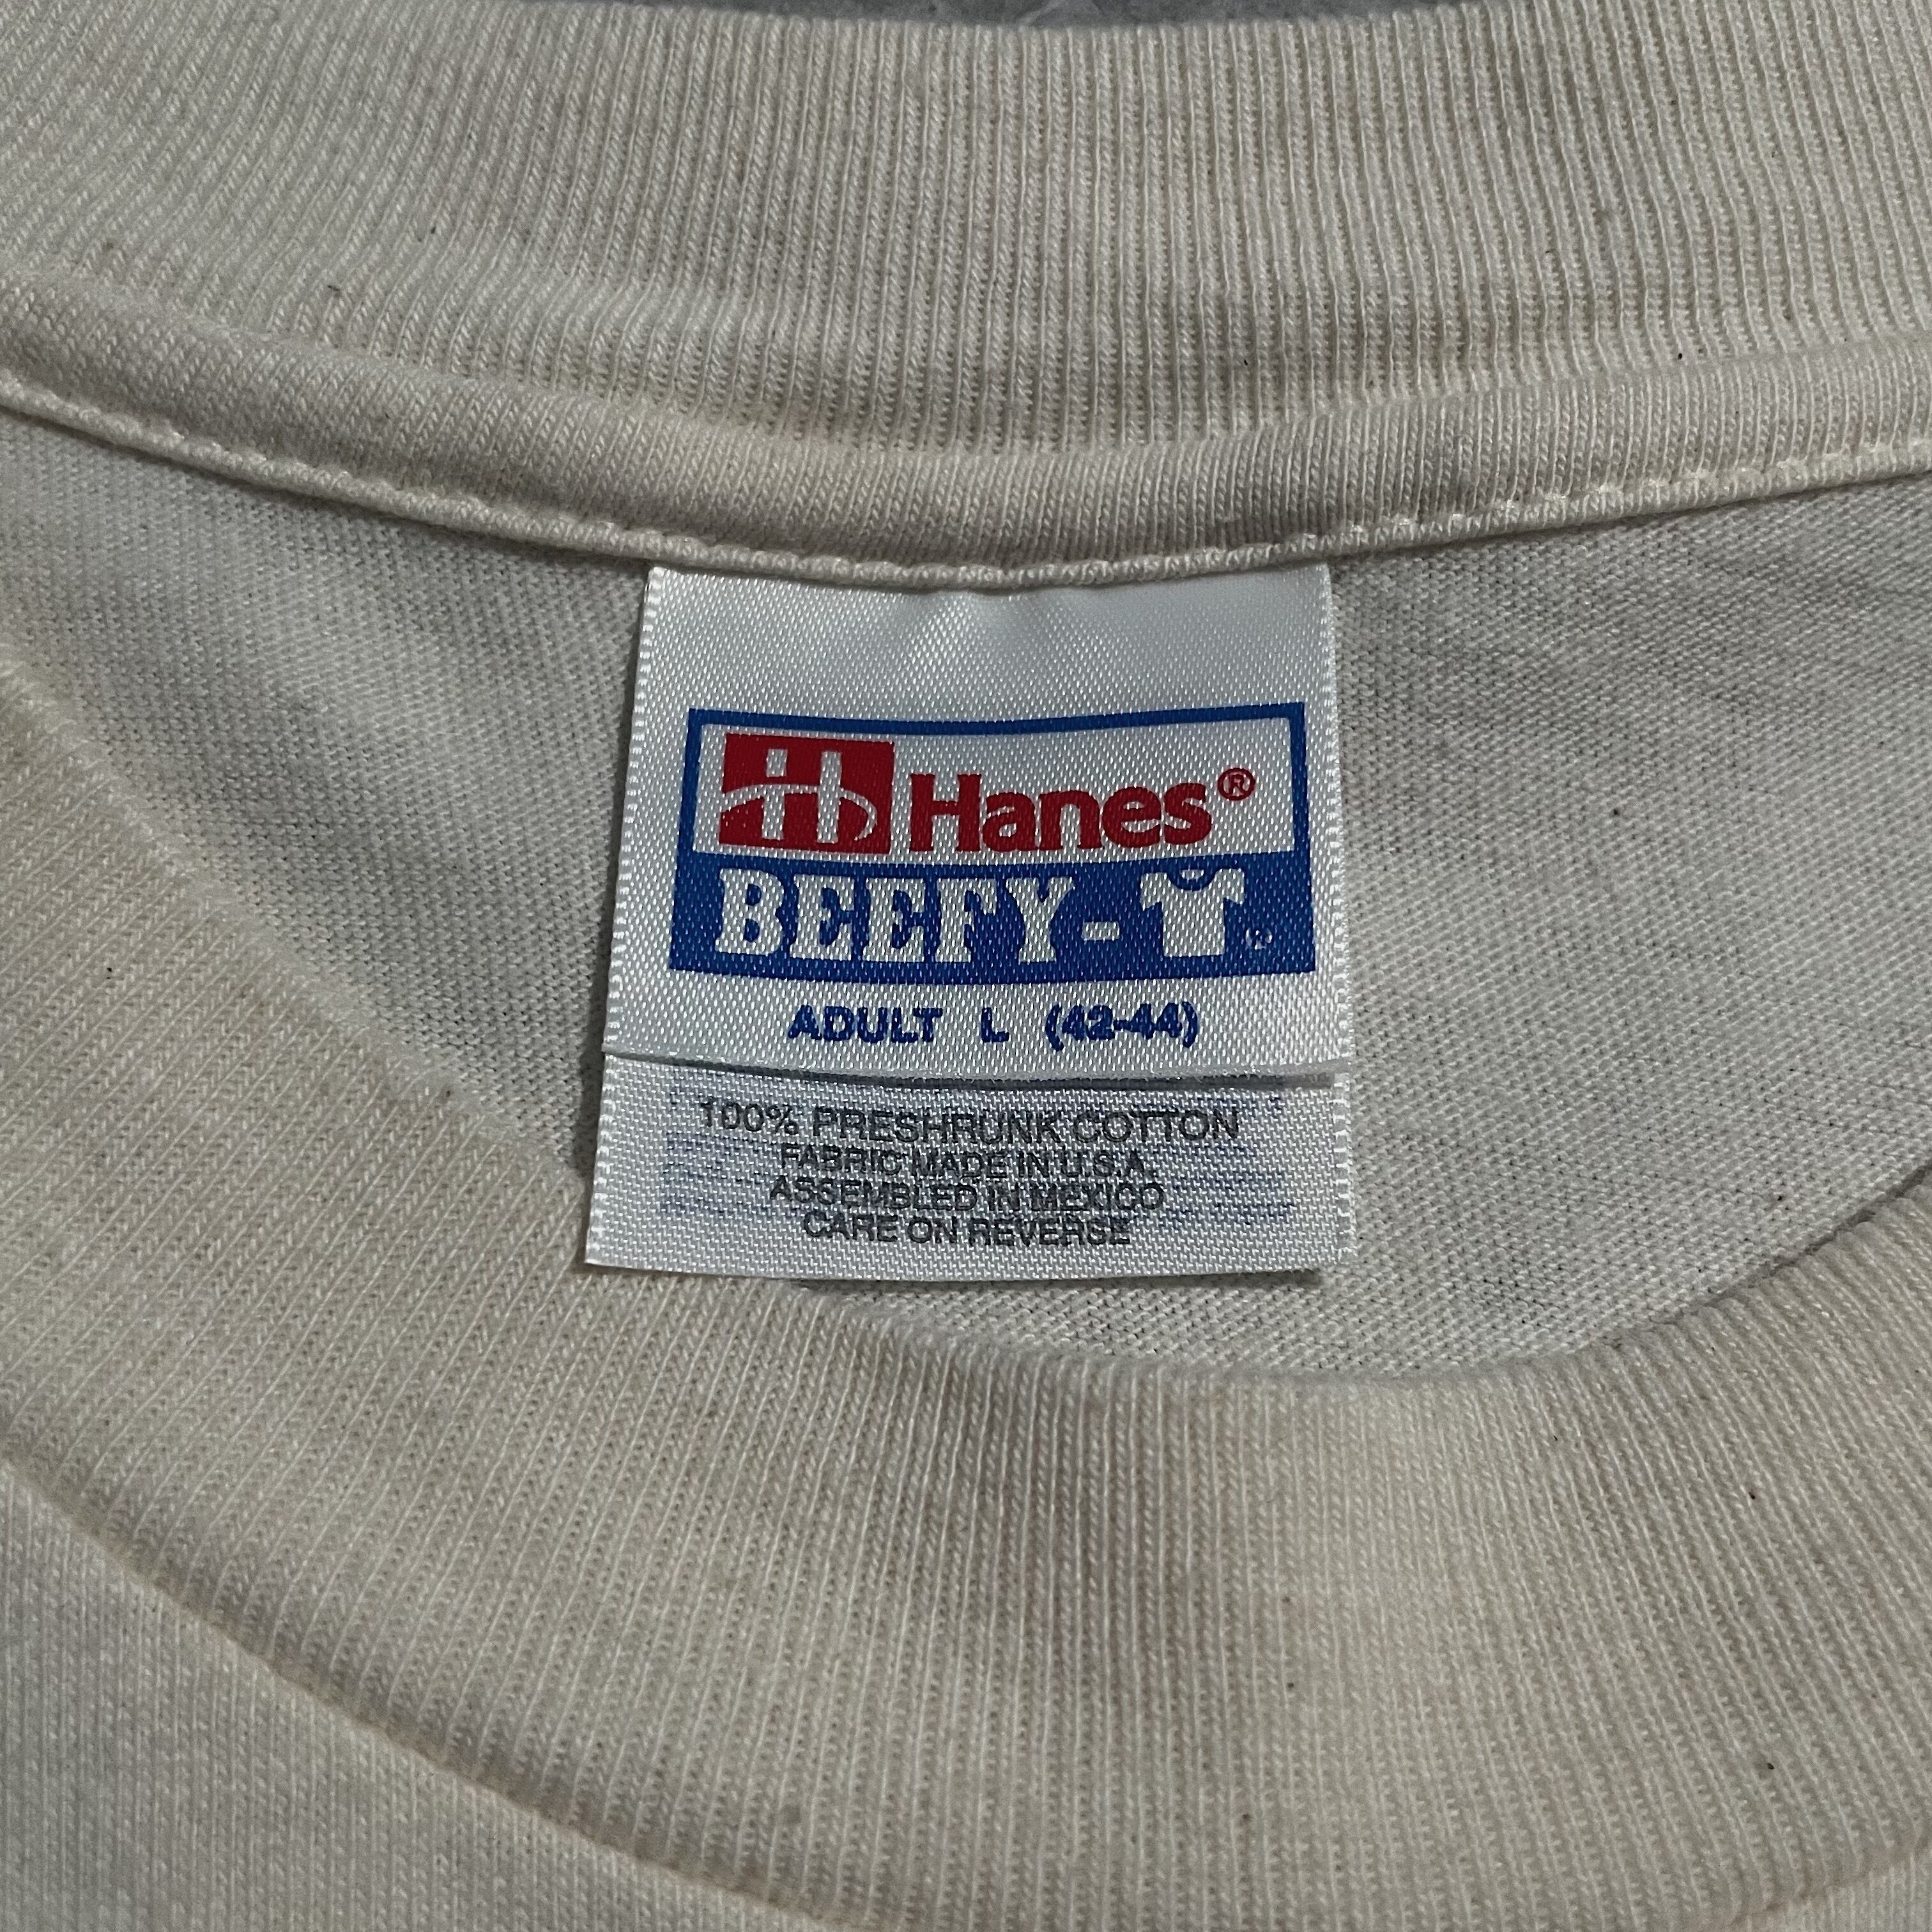 H Hanes®
BEEFY-T®
ADULT L (42-44)
100% PRESHRUNK COTTON
FABRIC MADE IN U.S.A.
ASSEMBLED IN MEXICO
CARE ON REVERSE